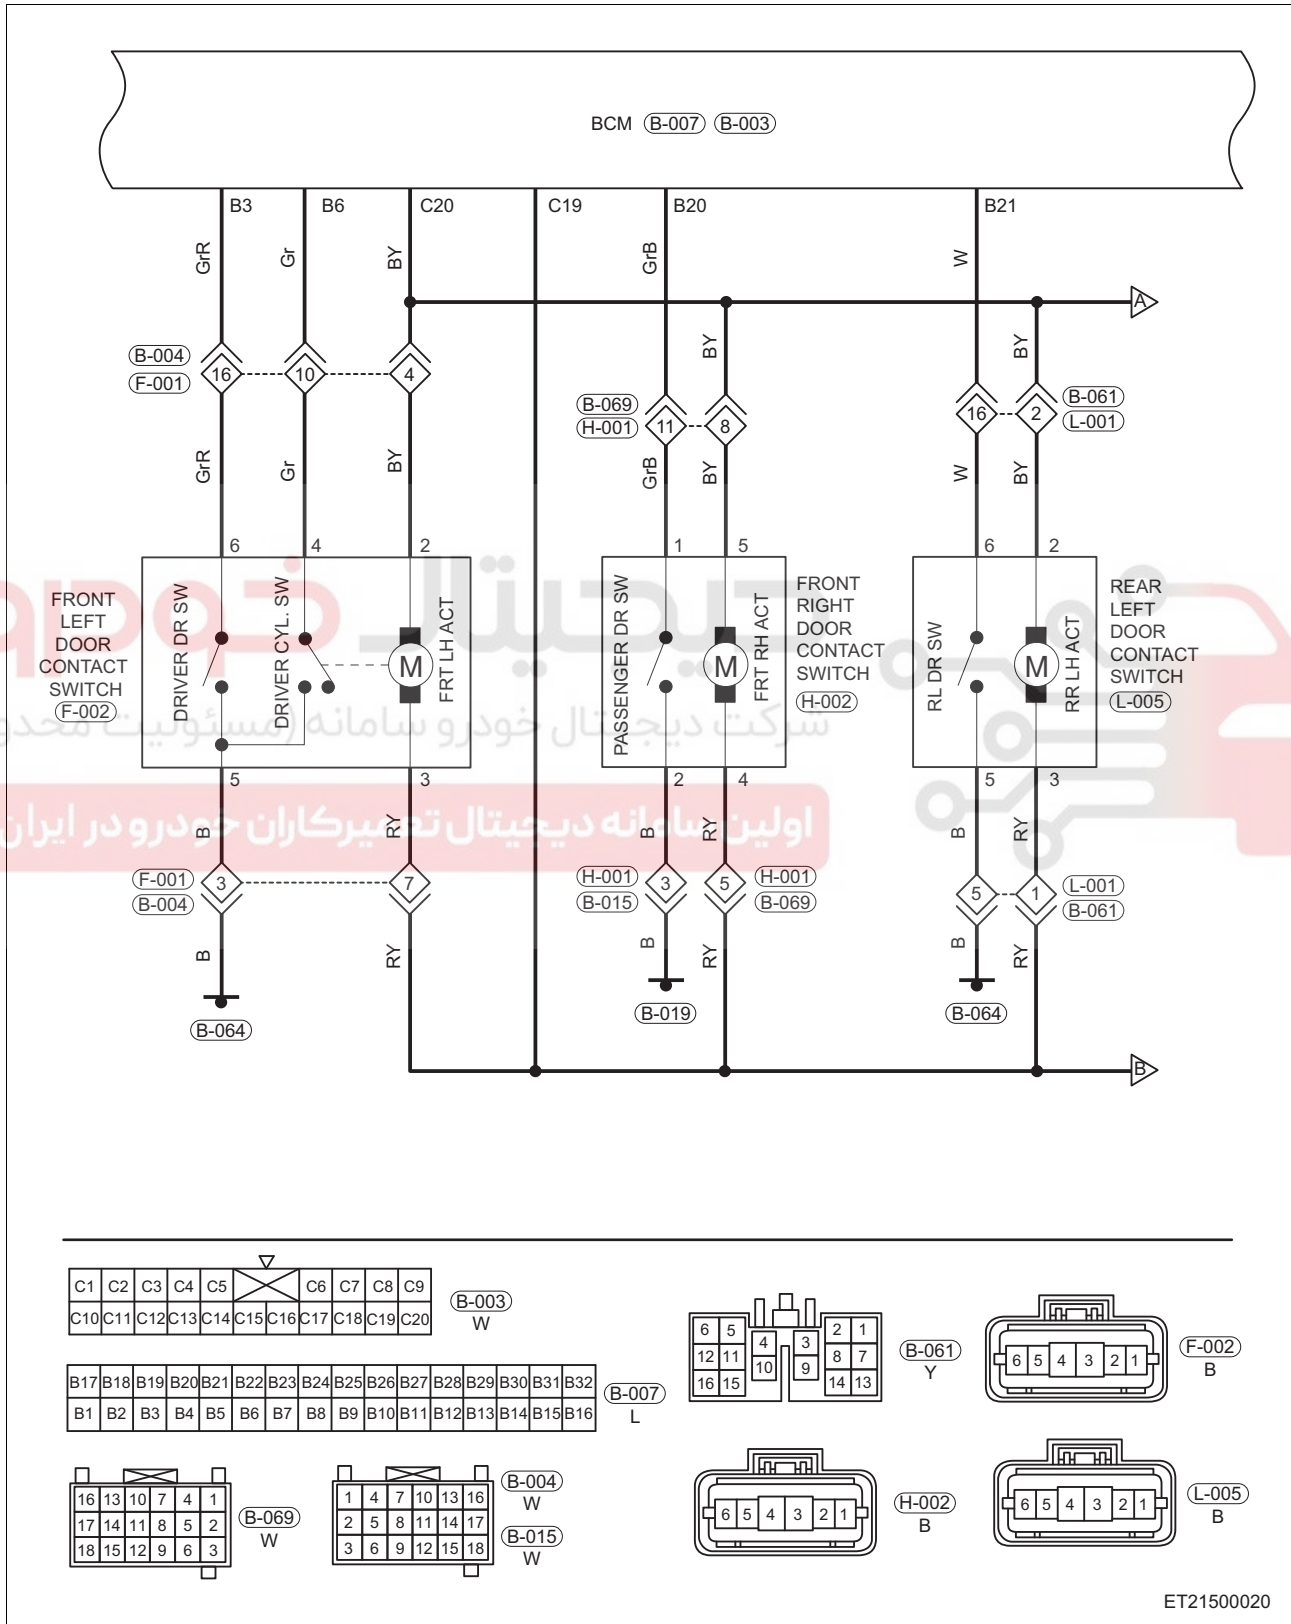 BCM B-007 B-003
B3 B6 C20 C19 B20 B21
GrR Gr BY GrB W
A
BY BY
B-004
F-001
16 10 4
B-069
H-001
11 8
16 2
B-061
L-001
GrR Gr BY GrB BY W BY
6 4 2 1 5 6 2
FRONT
LEFT
DOOR
CONTACT
SWITCH
F-002
DRIVER DR SW
DRIVER CYL. SW
M
FRT LH ACT
PASSENGER DR SW
M
FRT RH ACT
FRONT
RIGHT
DOOR
CONTACT
SWITCH
H-002
RL DR SW
M
RR LH ACT
REAR
LEFT
DOOR
CONTACT
SWITCH
L-005
دیجیتال خودرو
شرکت دیجیتال خودرو سامانه (مسئولیت محدو
اولین سامانه دیجیتال تعمیرکاران خودرو در ایران
5 3 2 4 5 3
B RY B RY B RY
F-001
B-004
3 7
H-001
B-015
3 5
H-001
B-069
5 1
L-001
B-061
B RY B RY B RY
B-064
B-019
B-064
B
C1 C2 C3 C4 C5 C6 C7 C8 C9
C10 C11 C12 C13 C14 C15 C16 C17 C18 C19 C20
B-003
W
B17 B18 B19 B20 B21 B22 B23 B24 B25 B26 B27 B28 B29 B30 B31 B32
B1 B2 B3 B4 B5 B6 B7 B8 B9 B10 B11 B12 B13 B14 B15 B16
B-007
L
16 13 10 7 4 1
17 14 11 8 5 2
18 15 12 9 6 3
B-069
W
1 4 7 10 13 16
2 5 8 11 14 17
3 6 9 12 15 18
B-004
W
B-015
W
6 5 4 3 2 1
12 11 10 9 8 7
16 15 14 13
B-061
Y
6 5 4 3 2 1
F-002
B
6 5 4 3 2 1
H-002
B
6 5 4 3 2 1
L-005
B
ET21500020